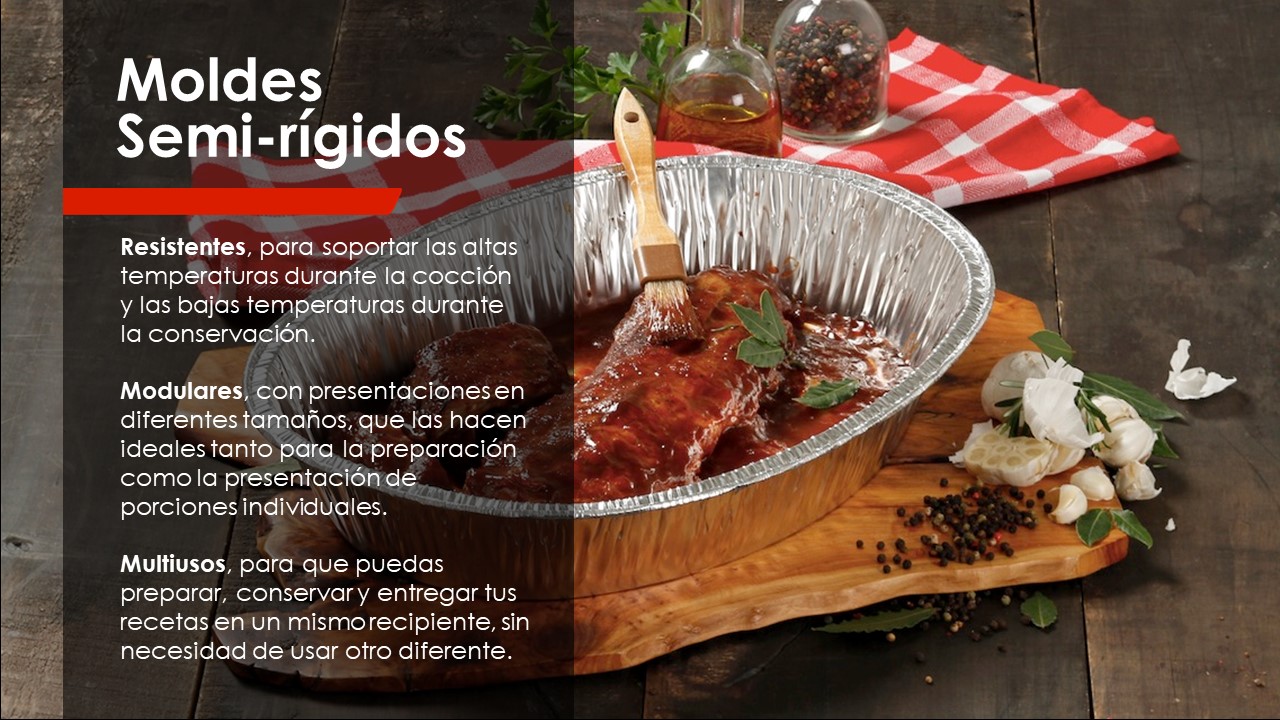 Moldes
Semi-rígidos
Resistentes, para soportar las altas
temperaturas durante la cocción
y las bajas temperaturas durante
la conservación.
Modulares, con presentaciones en
diferentes tamaños, que las hacen
ideales tanto para la preparación
como la presentación de
porciones individuales.
Multiusos, para que puedas
preparar, conservar y entregar tus
recetas en un mismo recipiente, sin
necesidad de usar otro diferente.